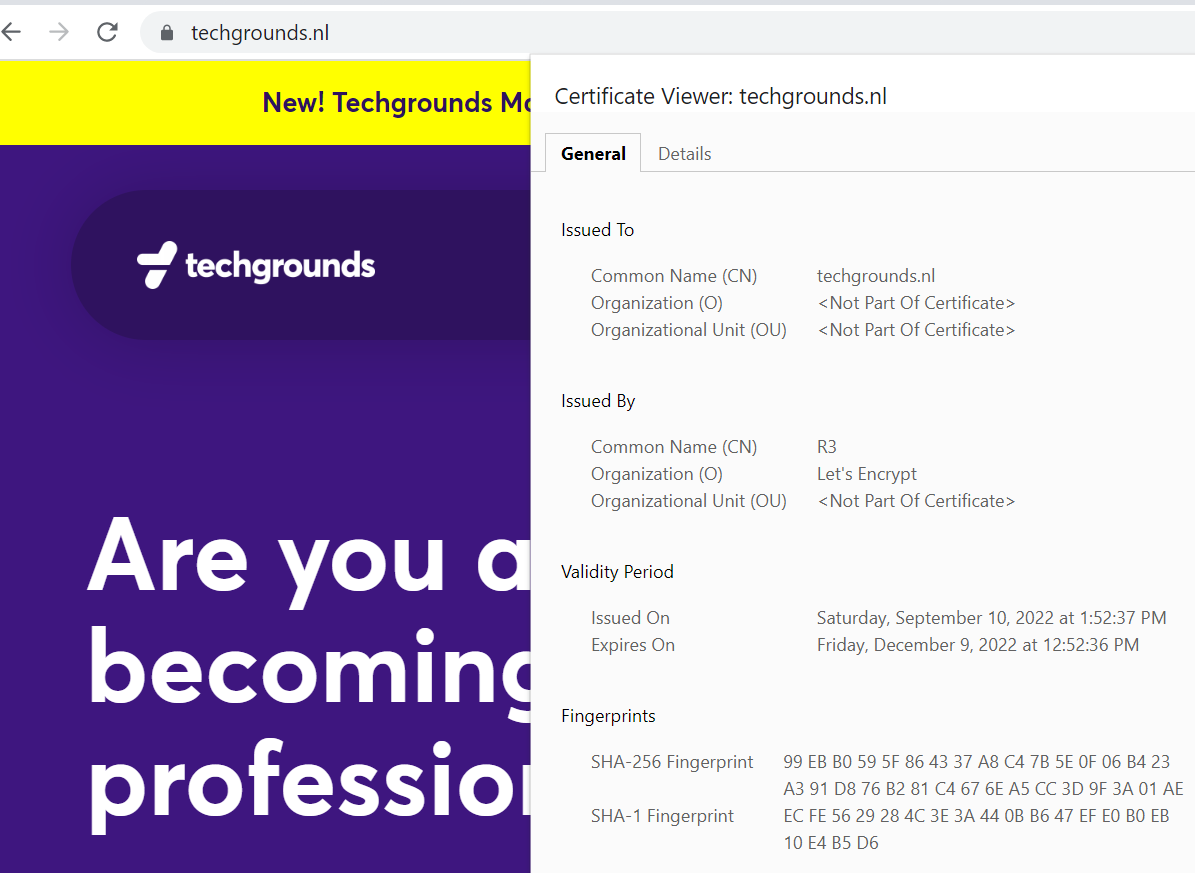 techgrounds.nl
New! Techgrounds
techgrounds
Are you
becoming
Certificate Viewer: techgrounds.nl
General Details
Issued To
Common Name (CN) techgrounds.nl
Organization (O) <Not Part Of Certificate>
Organizational Unit (OU) <Not Part Of Certificate>
Issued By
Common Name (CN) R3
Organization (O) Let's Encrypt
Organizational Unit (OU) <Not Part Of Certificate>
Validity Period
Issued On Saturday, September 10, 2022 at 1:52:37 PM
Expires On Friday, December 9, 2022 at 12:52:36 PM
Fingerprints
SHA-256 Fingerprint 99 EB B0 59 5F 86 43 37 A8 C4 7B 5E 0F 06 B4 23
A3 91 D8 76 B2 81 C4 67 6E A5 CC 3D 9F 3A 01 AE
SHA-1 Fingerprint EC FE 56 29 28 4C 3E 3A 44 0B B6 47 EF E0 B0 EB
10 E4 B5 D6